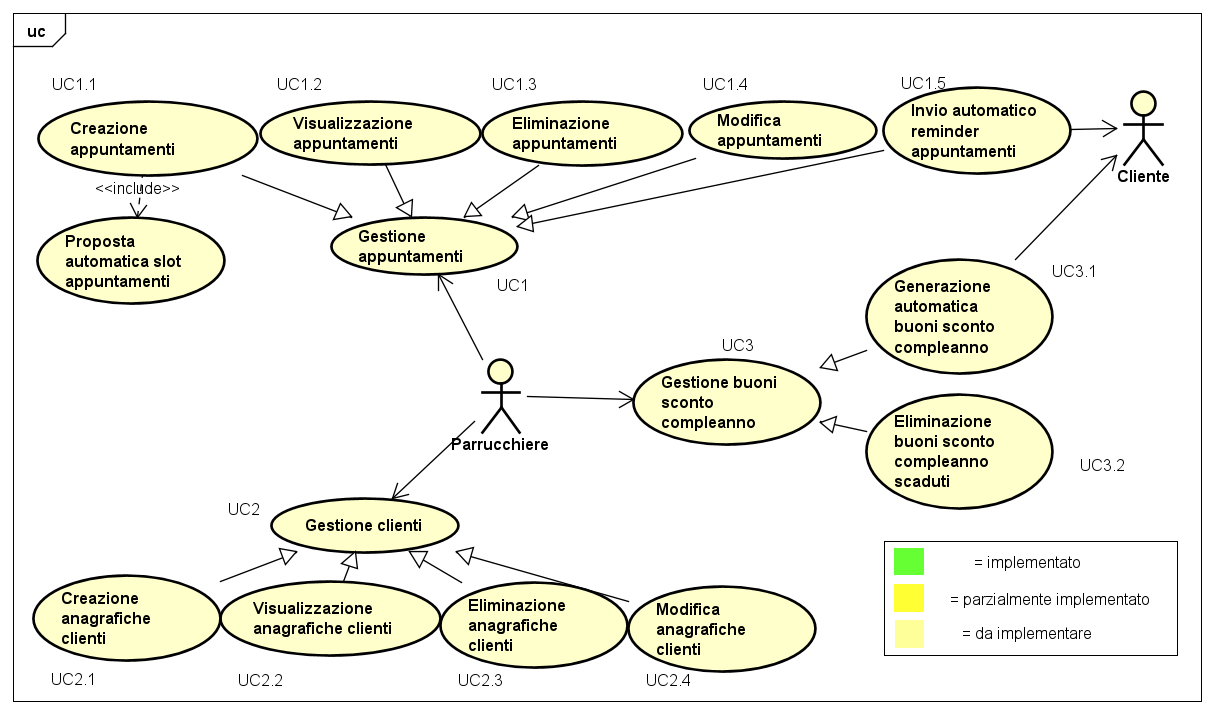 uc
UC1.1
UC1.2
UC1.3
UC1.4
UC1.5
Creazione
appuntamenti
Visualizzazione
appuntamenti
Eliminazione
appuntamenti
Modifica
appuntamenti
Invio automatico
reminder
appuntamenti
Cliente
<<include>>
Proposta
automatica slot
appuntamenti
Gestione
appuntamenti
UC1
UC3.1
Generazione
automatica
buoni sconto
compleanno
UC3
Gestione buoni
sconto
compleanno
Parrucchiere
Eliminazione
buoni sconto
compleanno
scaduti
UC3.2
UC2
Gestione clienti
Creazione
anagrafiche
clienti
Visualizzazione
anagrafiche clienti
Eliminazione
anagrafiche
clienti
Modifica
anagrafiche
clienti
UC2.1
UC2.2
UC2.3
UC2.4
= implementato
= parzialmente implementato
= da implementare